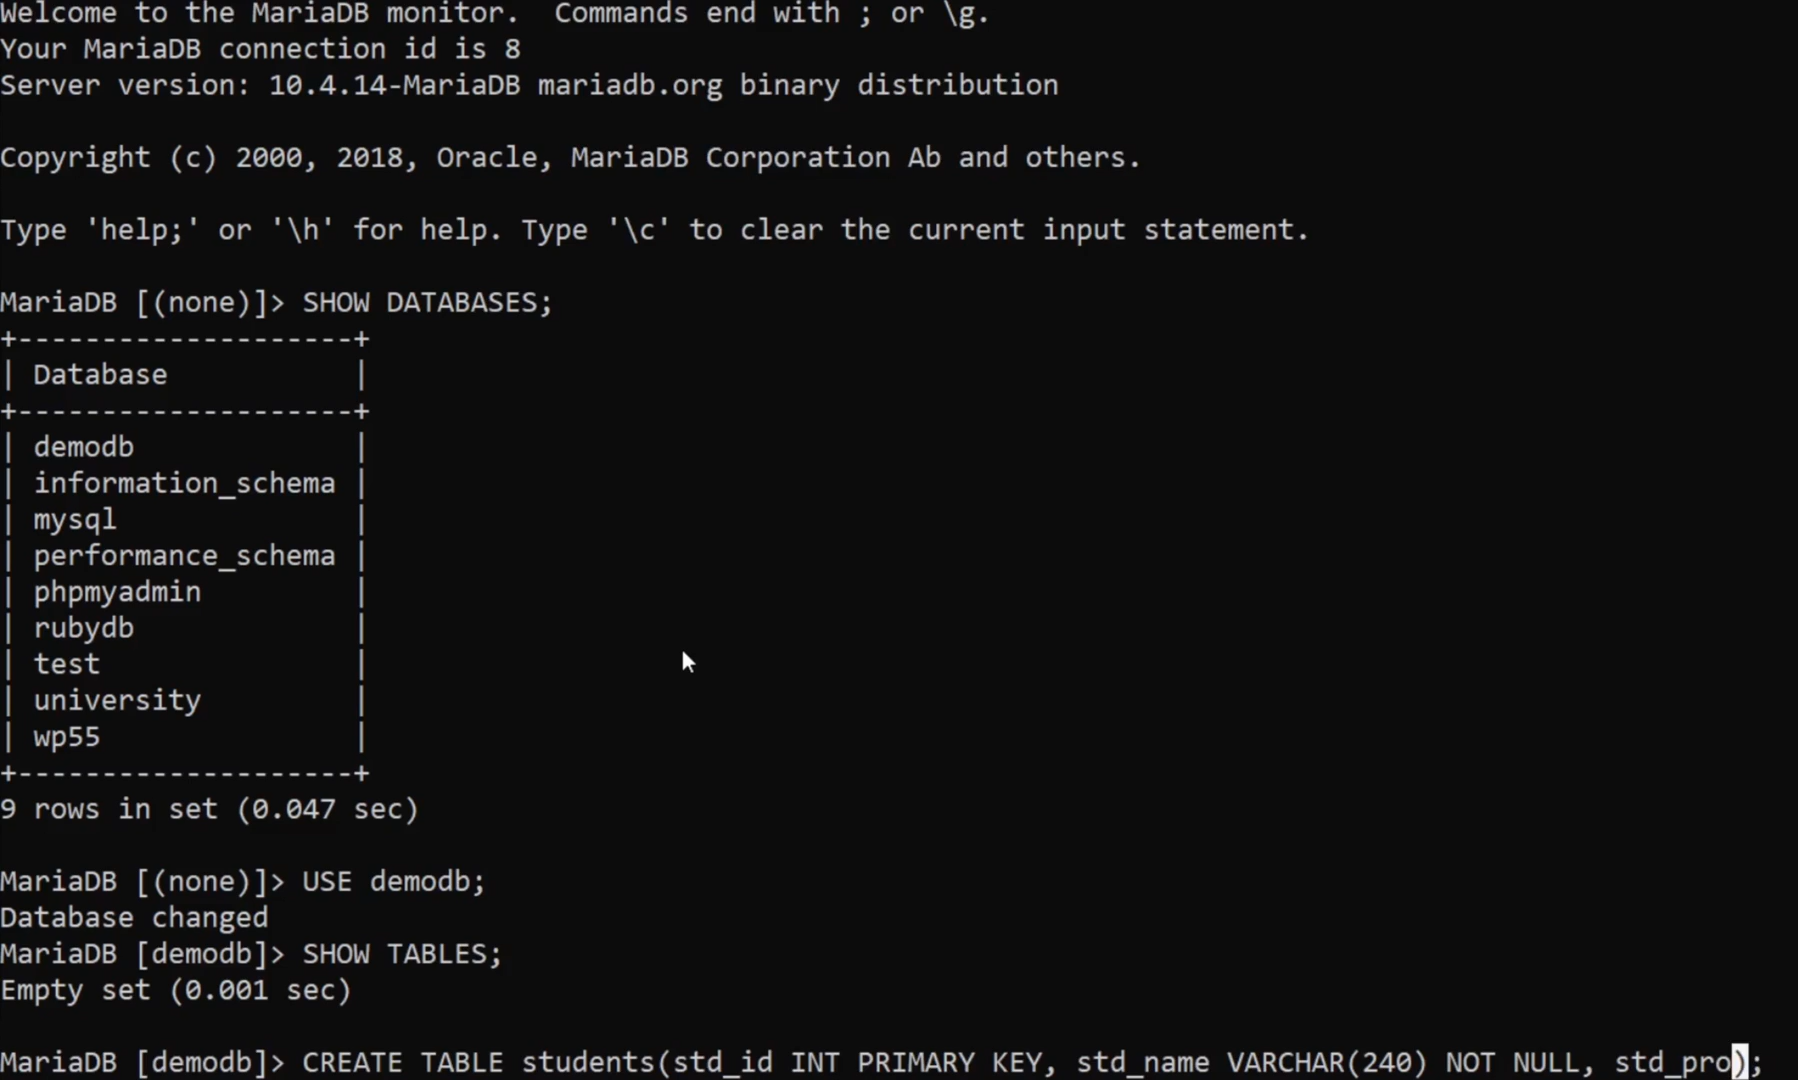 Welcome to the MariaDB monitor.  Commands end with ; or \g.
Your MariaDB connection id is 8
Server version: 10.4.14-MariaDB mariadb.org binary distribution

Copyright (c) 2000, 2018, Oracle, MariaDB Corporation Ab and others.

Type 'help;' or '\h' for help. Type '\c' to clear the current input statement.

MariaDB [(none)]> SHOW DATABASES;
+--------------------+
| Database           |
+--------------------+
| demodb             |
| information_schema |
| mysql              |
| performance_schema |
| phpmyadmin         |
| rubydb             |
| test               |
| university         |
| wp55               |
+--------------------+
9 rows in set (0.047 sec)

MariaDB [(none)]> USE demodb;
Database changed
MariaDB [demodb]> SHOW TABLES;
Empty set (0.001 sec)

MariaDB [demodb]> CREATE TABLE students(std_id INT PRIMARY KEY, std_name VARCHAR(240) NOT NULL, std_pro);